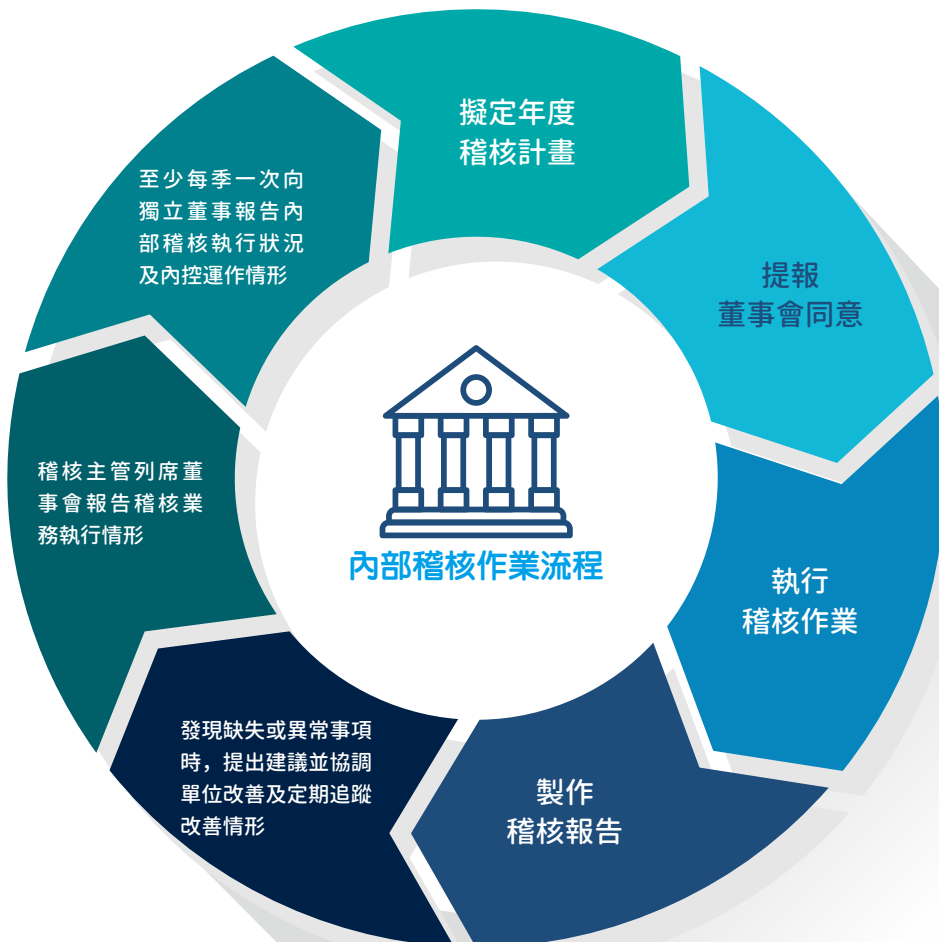 擬定年度
稽核計畫
提報
董事會同意
執行
稽核作業
製作
稽核報告
發現缺失或異常事項
時，提出建議並協調
單位改善及定期追蹤
改善情形
稽核主管列席董
事會報告稽核業
務執行情形
至少每季一次向
獨立董事報告內
部稽核執行狀況
及內控運作情形
內部稽核作業流程